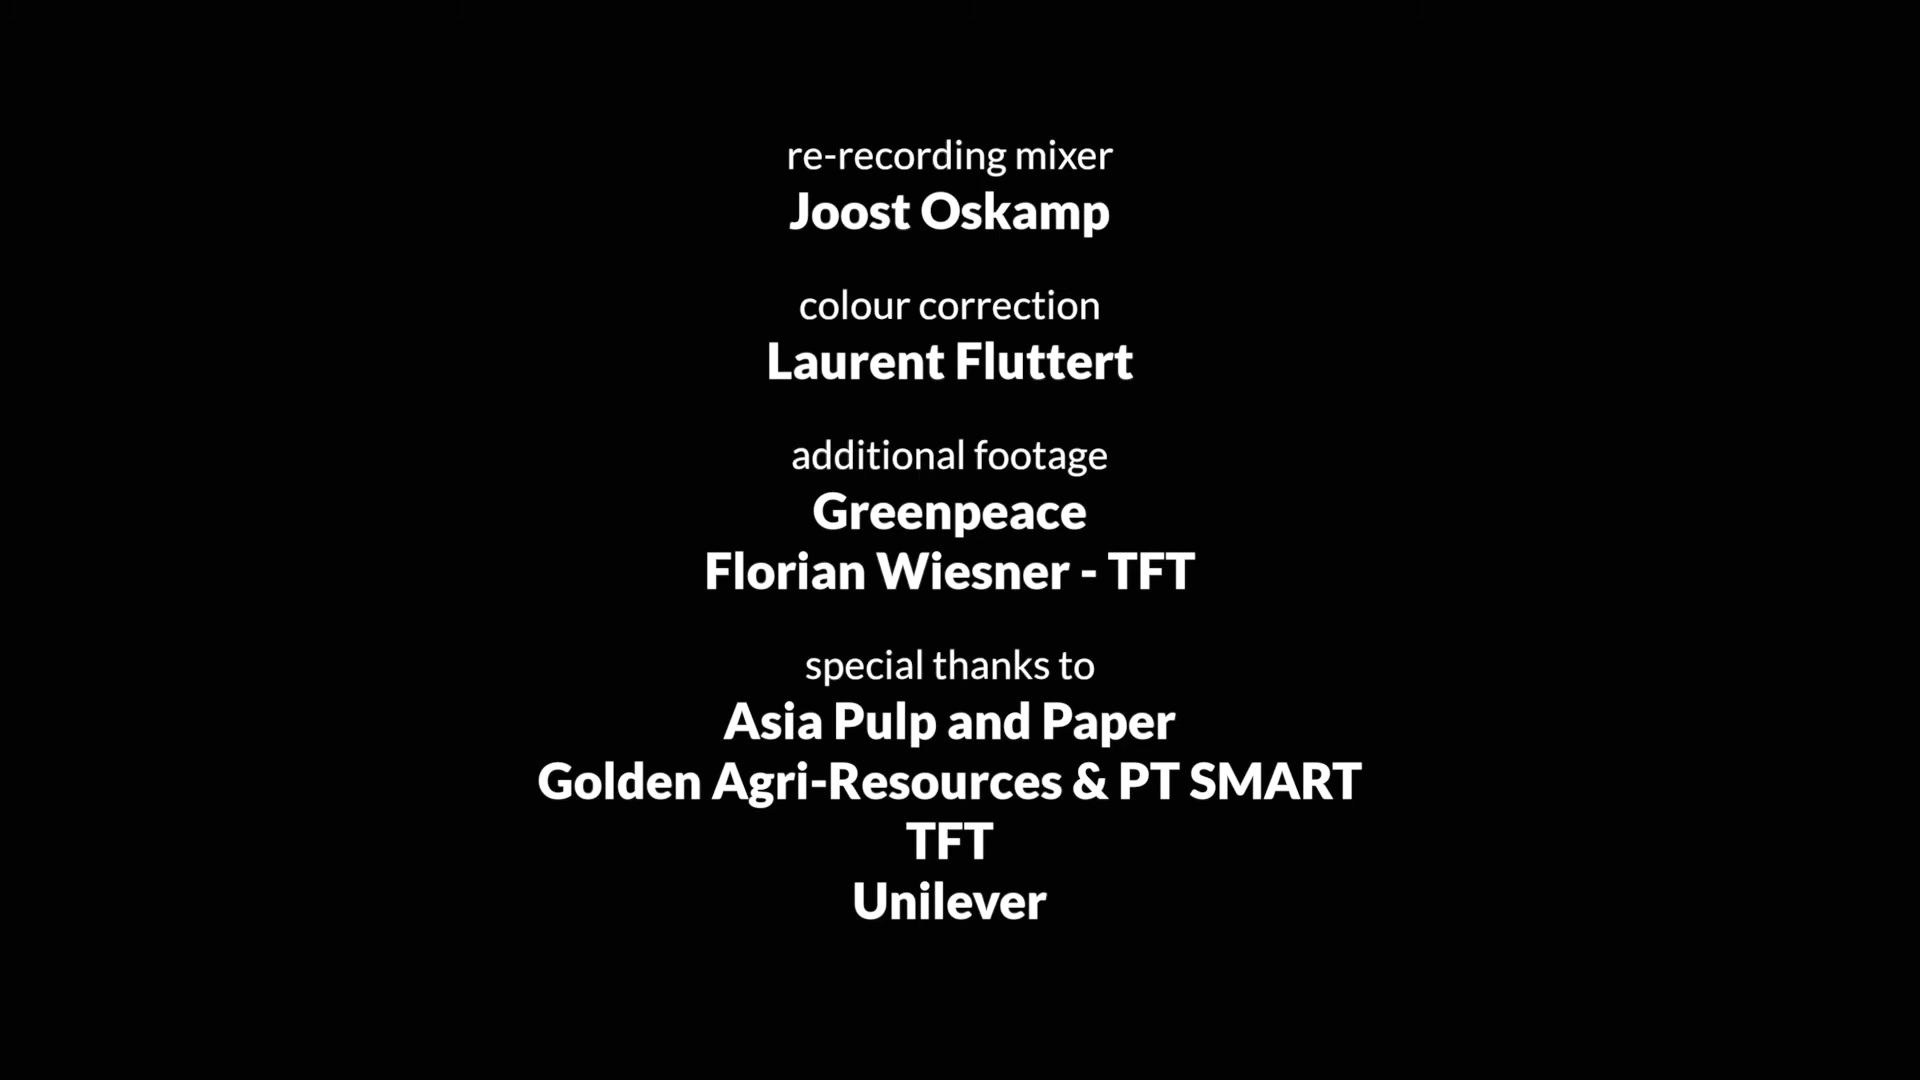 re-recording mixer
Joost Oskamp
colour correction
Laurent Fluttert
additional footage
Greenpeace
Florian Wiesner - TFT
special thanks to
Asia Pulp and Paper
Golden Agri-Resources & PT SMART
TFT
Unilever